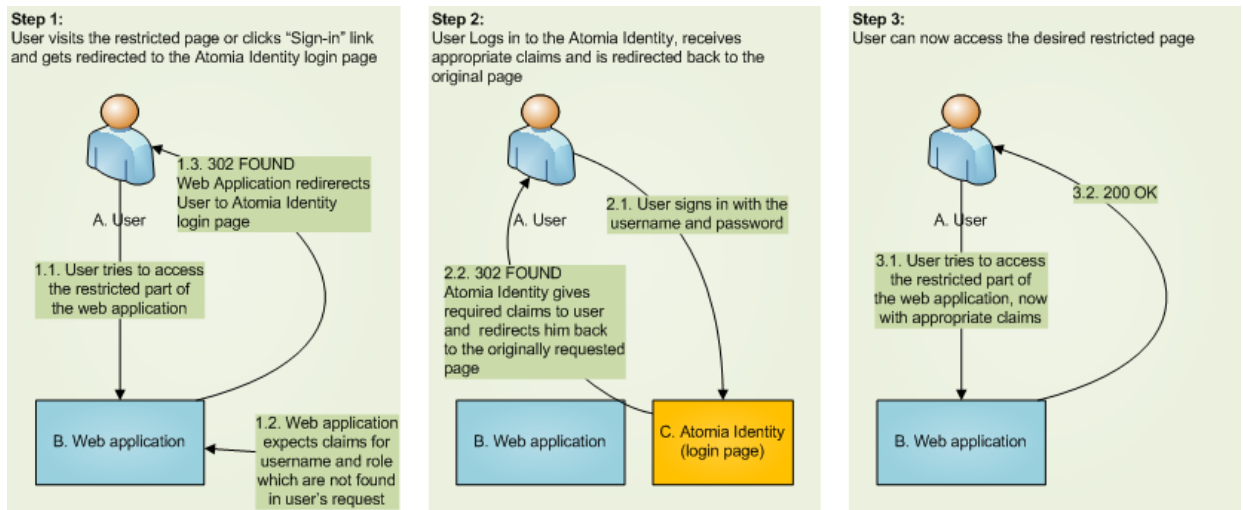 Step 1:
User visits the restricted page or clicks “Sign-in” link
and gets redirected to the Atomia Identity login page
1.3. 302 FOUND
Web Application redirerects
User to Atomia Identity
login page
A. User
1.1. User tries to access
the restricted part of
the web application
B. Web application
1.2. Web application
expects claims for
username and role
which are not found
in user’s request
Step 2:
User Logs in to the Atomia Identity, receives
appropriate claims and is redirected back to the
original page
A. User
2.1. User signs in with the
username and password
2.2. 302 FOUND
Atomia Identity gives
required claims to user
and redirects him back
to the originally requested
page
B. Web application
C. Atomia Identity
(login page)
Step 3:
User can now access the desired restricted page
3.2. 200 OK
A. User
3.1. User tries to access
the restricted part of
the web application, now
with appropriate claims
B. Web application